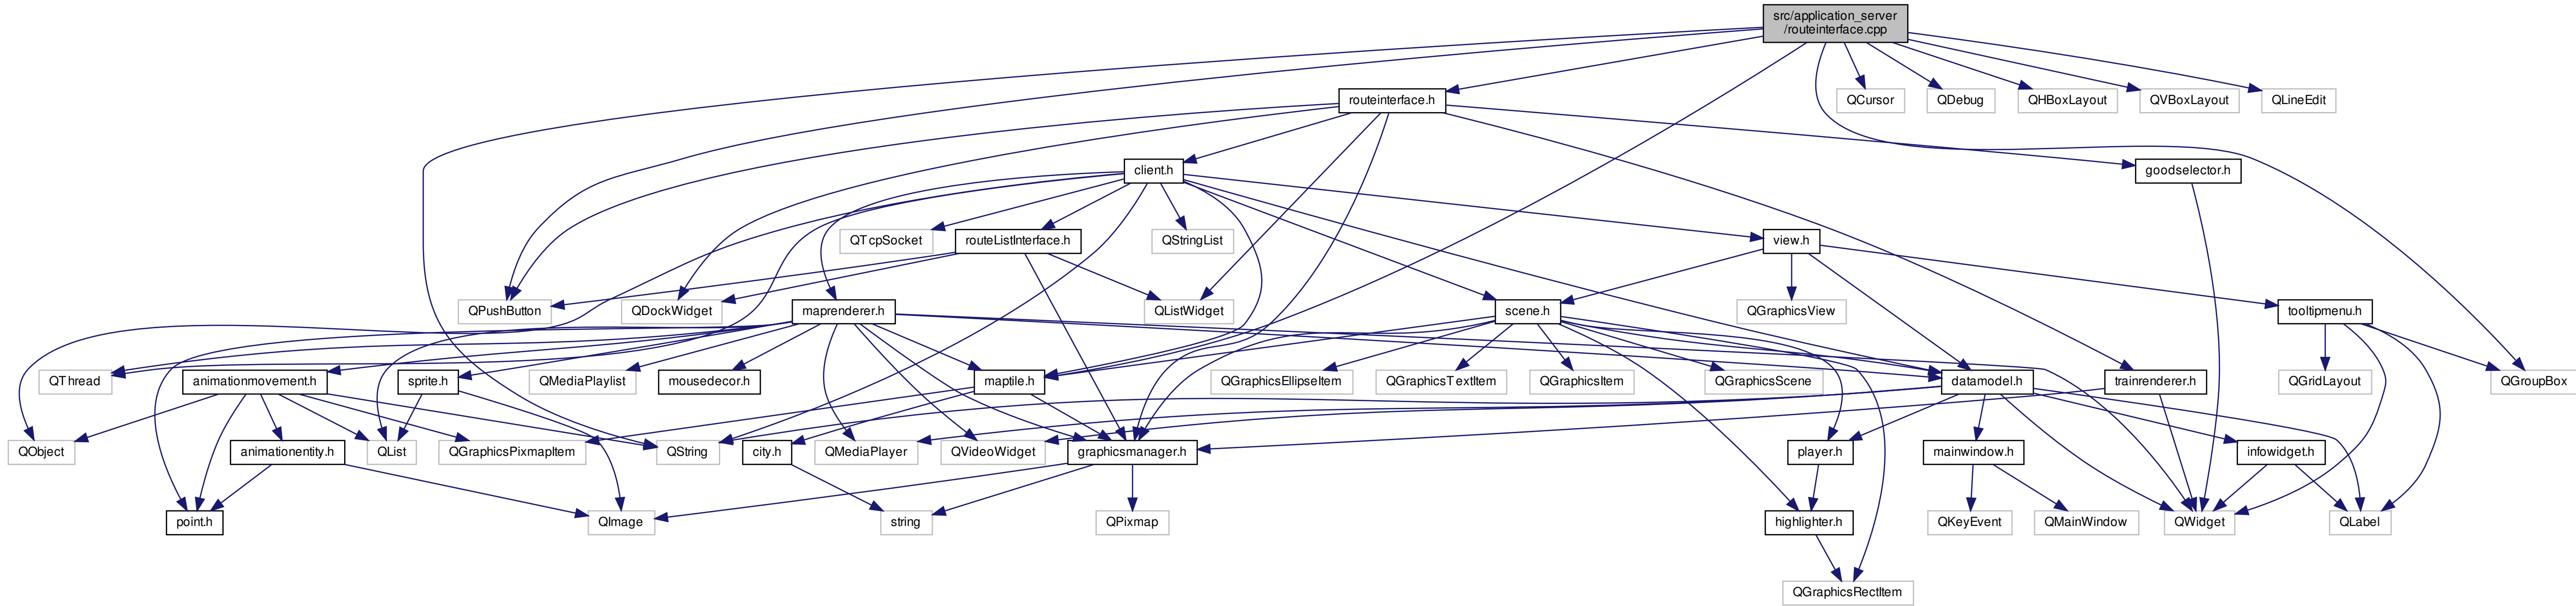 src/application_server
/routeinterface.cpp
routeinterface.h
QCursor
QDebug
QHBoxLayout
QVBoxLayout
QLineEdit
client.h
goodselector.h
QTcpSocket
routeListInterface.h
QStringList
view.h
QPushButton
QDockWidget
maprenderer.h
QListWidget
scene.h
QGraphicsView
tooltipmenu.h
QThread
animationmovement.h
sprite.h
QMediaPlaylist
mousedecor.h
maptile.h
QGraphicsEllipseItem
QGraphicsTextItem
QGraphicsItem
QGraphicsScene
datamodel.h
trainrenderer.h
QGridLayout
QGroupBox
QObject
animationentity.h
QList
QGraphicsPixmapItem
QString
city.h
QMediaPlayer
QVideoWidget
graphicsmanager.h
player.h
mainwindow.h
infowidget.h
point.h
QImage
string
QPixmap
highlighter.h
QKeyEvent
QMainWindow
QWidget
QLabel
QGraphicsRectItem